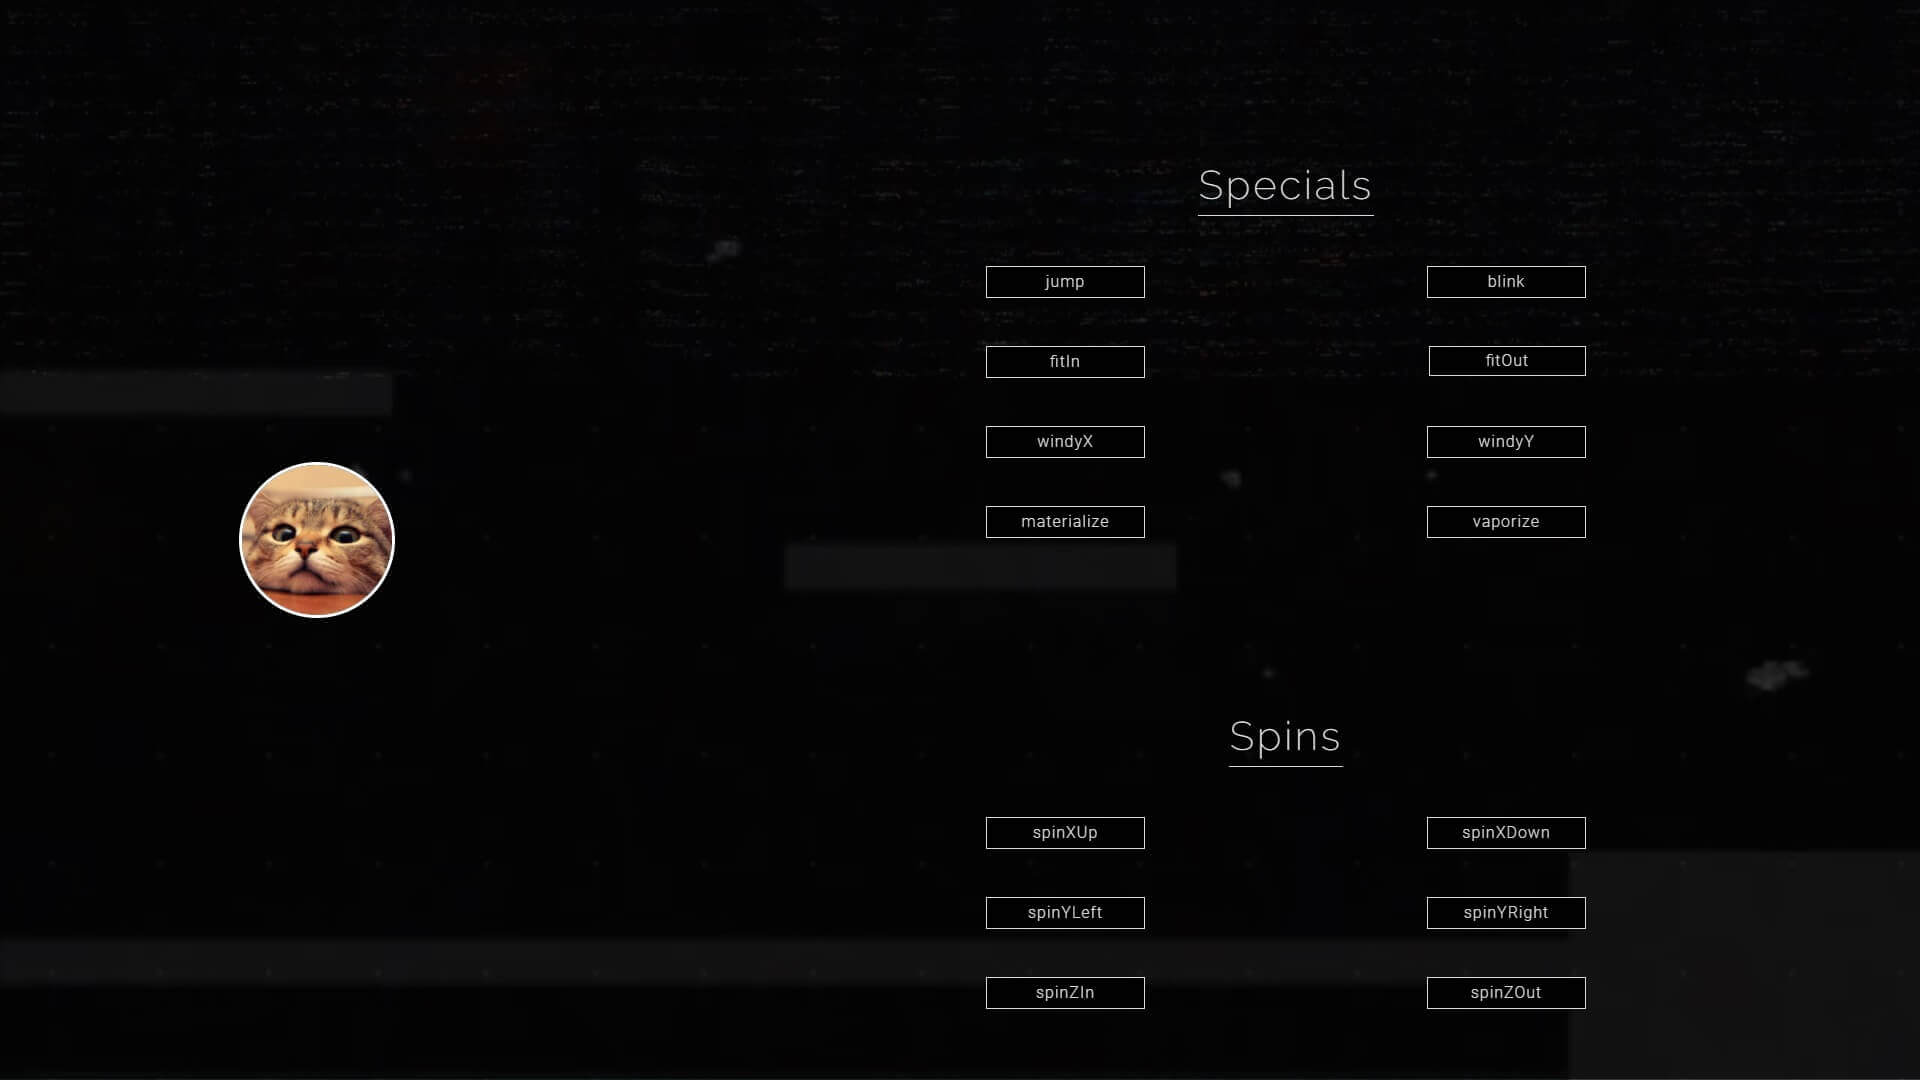 Specials
jump
blink
fitIn
fitOut
windyX
windyY
materialize
vaporize
Spins
spinXUp
spinXDown
spinYLeft
spinYRight
spinZIn
spinZOut